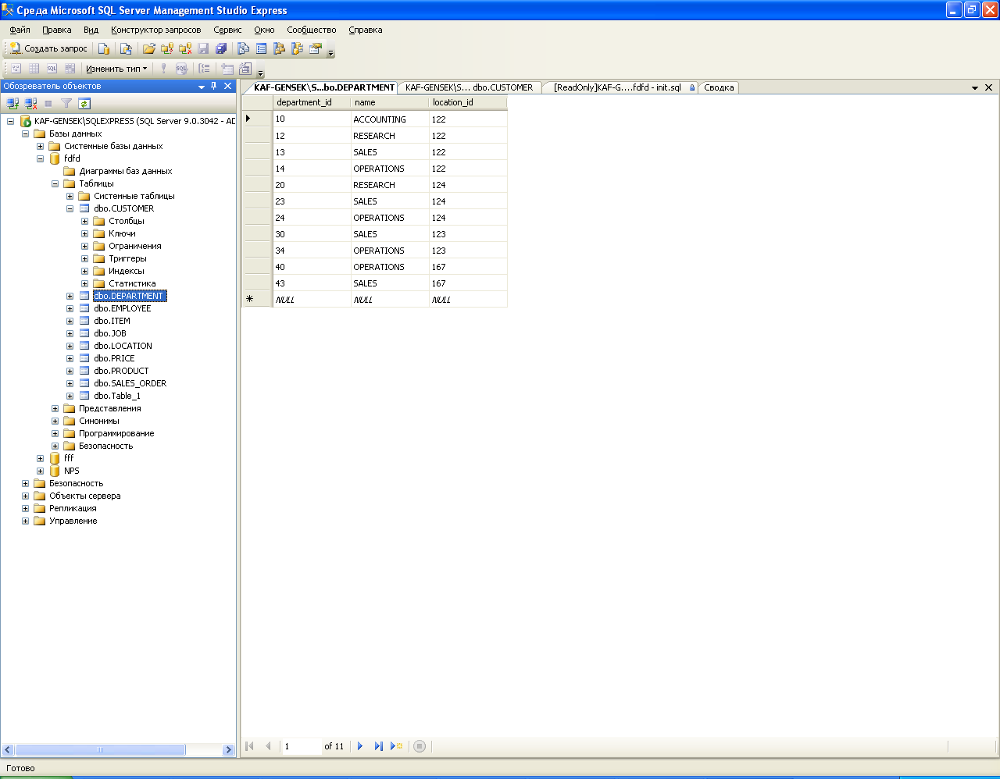 Среда Microsoft SQL Server Management Studio Express
Файл Правка Вид Конструктор запросов Сервис Окно Сообщество Справка
Создать запрос
Изменить тип
Обозреватель объектов
KAF-GENSEK\SQLEXPRESS (SQL Server 9.0.3042 - AD
Базы данных
Системные базы данных
fdfd
Диаграммы баз данных
Таблицы
Системные таблицы
dbo.CUSTOMER
Столбцы
Ключи
Ограничения
Триггеры
Индексы
Статистика
dbo.DEPARTMENT
dbo.EMPLOYEE
dbo.ITEM
dbo.JOB
dbo.LOCATION
dbo.PRICE
dbo.PRODUCT
dbo.SALES_ORDER
dbo.Table_1
Представления
Синонимы
Программирование
Безопасность
fff
NPS
Безопасность
Объекты сервера
Репликация
Управление
KAF-GENSEK\S...bo.DEPARTMENT KAF-GENSEK\S... dbo.CUSTOMER [ReadOnly]KAF-G....fdfd - init.sql Сводка
department_id name location_id
10 ACCOUNTING 122
12 RESEARCH 122
13 SALES 122
14 OPERATIONS 122
20 RESEARCH 124
23 SALES 124
24 OPERATIONS 124
30 SALES 123
34 OPERATIONS 123
40 OPERATIONS 167
43 SALES 167
NULL NULL NULL
1 of 11
Готово